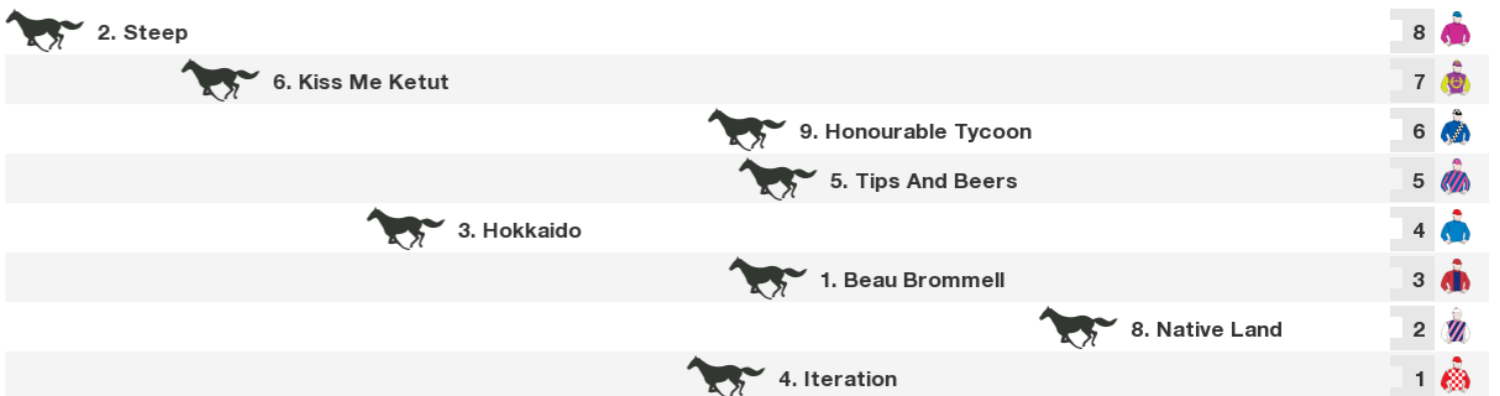 2. Steep 8
6. Kiss Me Ketut 7
9. Honourable Tycoon 6
5. Tips And Beers 5
3. Hokkaido 4
1. Beau Brommell 3
8. Native Land 2
4. Iteration 1